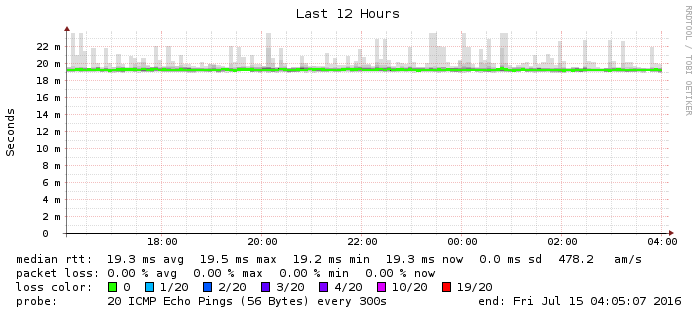 Last 12 Hours
RRDTOOL / TOBI OETIKER
Seconds
22 m
20 m
18 m
16 m
14 m
12 m
10 m
8 m
6 m
4 m
2 m
0
18:00 20:00 22:00 00:00 02:00 04:00
median rtt: 19.3 ms avg 19.5 ms max 19.2 ms min 19.3 ms now 0.0 ms sd 478.2 am/s
packet loss: 0.00 % avg 0.00 % max 0.00 % min 0.00 % now
loss color: 0 1/20 2/20 3/20 4/20 10/20 19/20
probe: 20 ICMP Echo Pings (56 Bytes) every 300s end: Fri Jul 15 04:05:07 2016